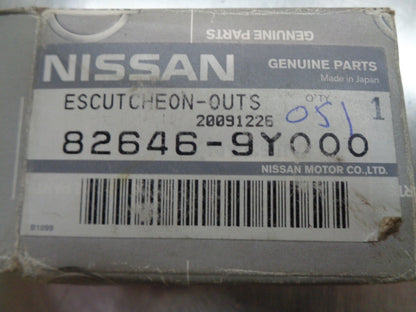 GENUINE PARTS
NISSAN
GENUINE PARTS
Made in Japan
ESCUTCHEON-OUTS
Q'TY
1
20091226
051
82646-9Y000
NISSAN MOTOR CO.,LTD.
B1099